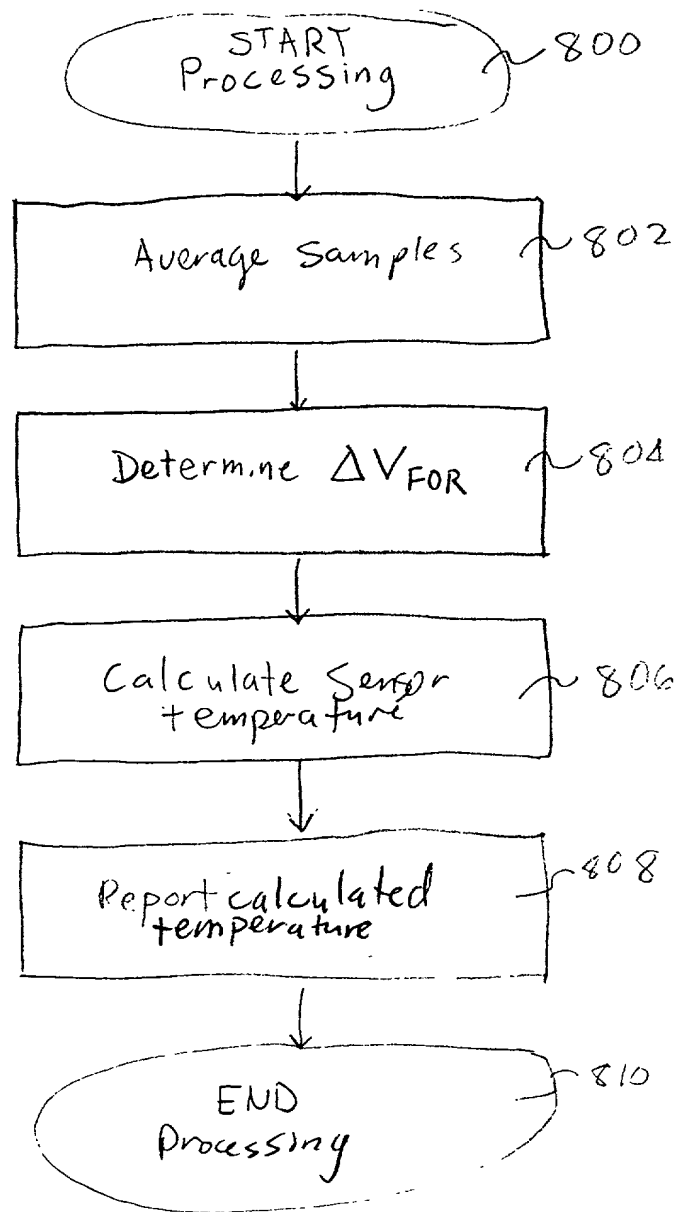 START
Processing
800
Average Samples
802
Determine ΔV_FOR
804
Calculate Sensor
temperature
806
Report calculated
temperature
808
END
Processing
810